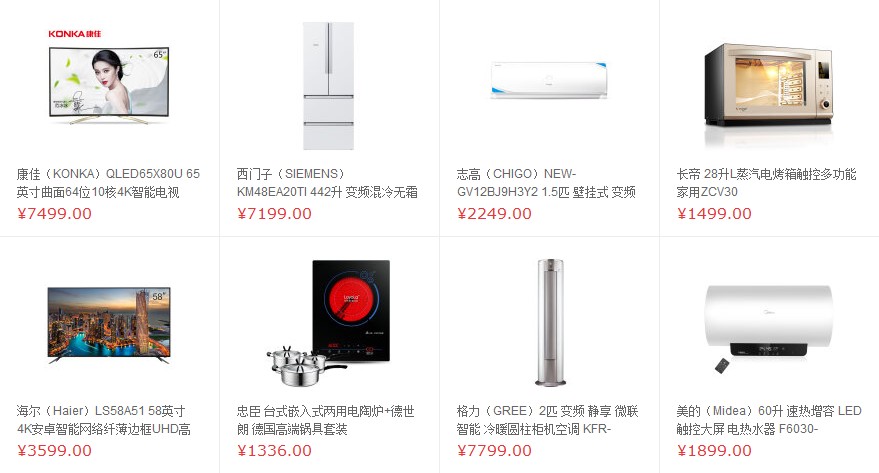 KONKA 康佳
65"
康佳（KONKA）QLED65X80U 65
英寸曲面64位10核4K智能电视
¥7499.00
西门子（SIEMENS）
KM48EA20TI 442升 变频混冷无霜
¥7199.00
志高（CHIGO）NEW-
GV12BJ9H3Y2 1.5匹 壁挂式 变频
¥2249.00
长帝 28升L蒸汽电烤箱触控多功能
家用ZCV30
¥1499.00
58"
海尔（Haier）LS58A51 58英寸
4K安卓智能网络纤薄边框UHD高
¥3599.00
忠臣 台式嵌入式两用电陶炉+德世
朗 德国高端锅具套装
¥1336.00
格力（GREE）2匹 变频 静享 微联
智能 冷暖圆柱柜机空调 KFR-
¥7799.00
Midea
美的（Midea）60升 速热增容 LED
触控大屏 电热水器 F6030-
¥1899.00